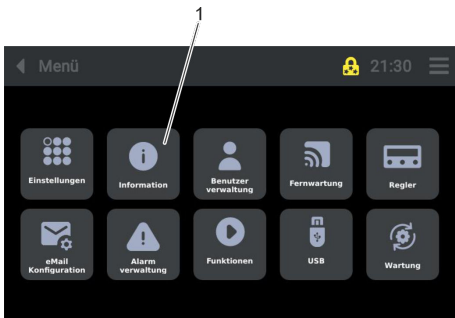 1
Menü
21:30
Einstellungen
Information
Benutzer
verwaltung
Fernwartung
Regler
eMail
Konfiguration
Alarm
verwaltung
Funktionen
USB
Wartung